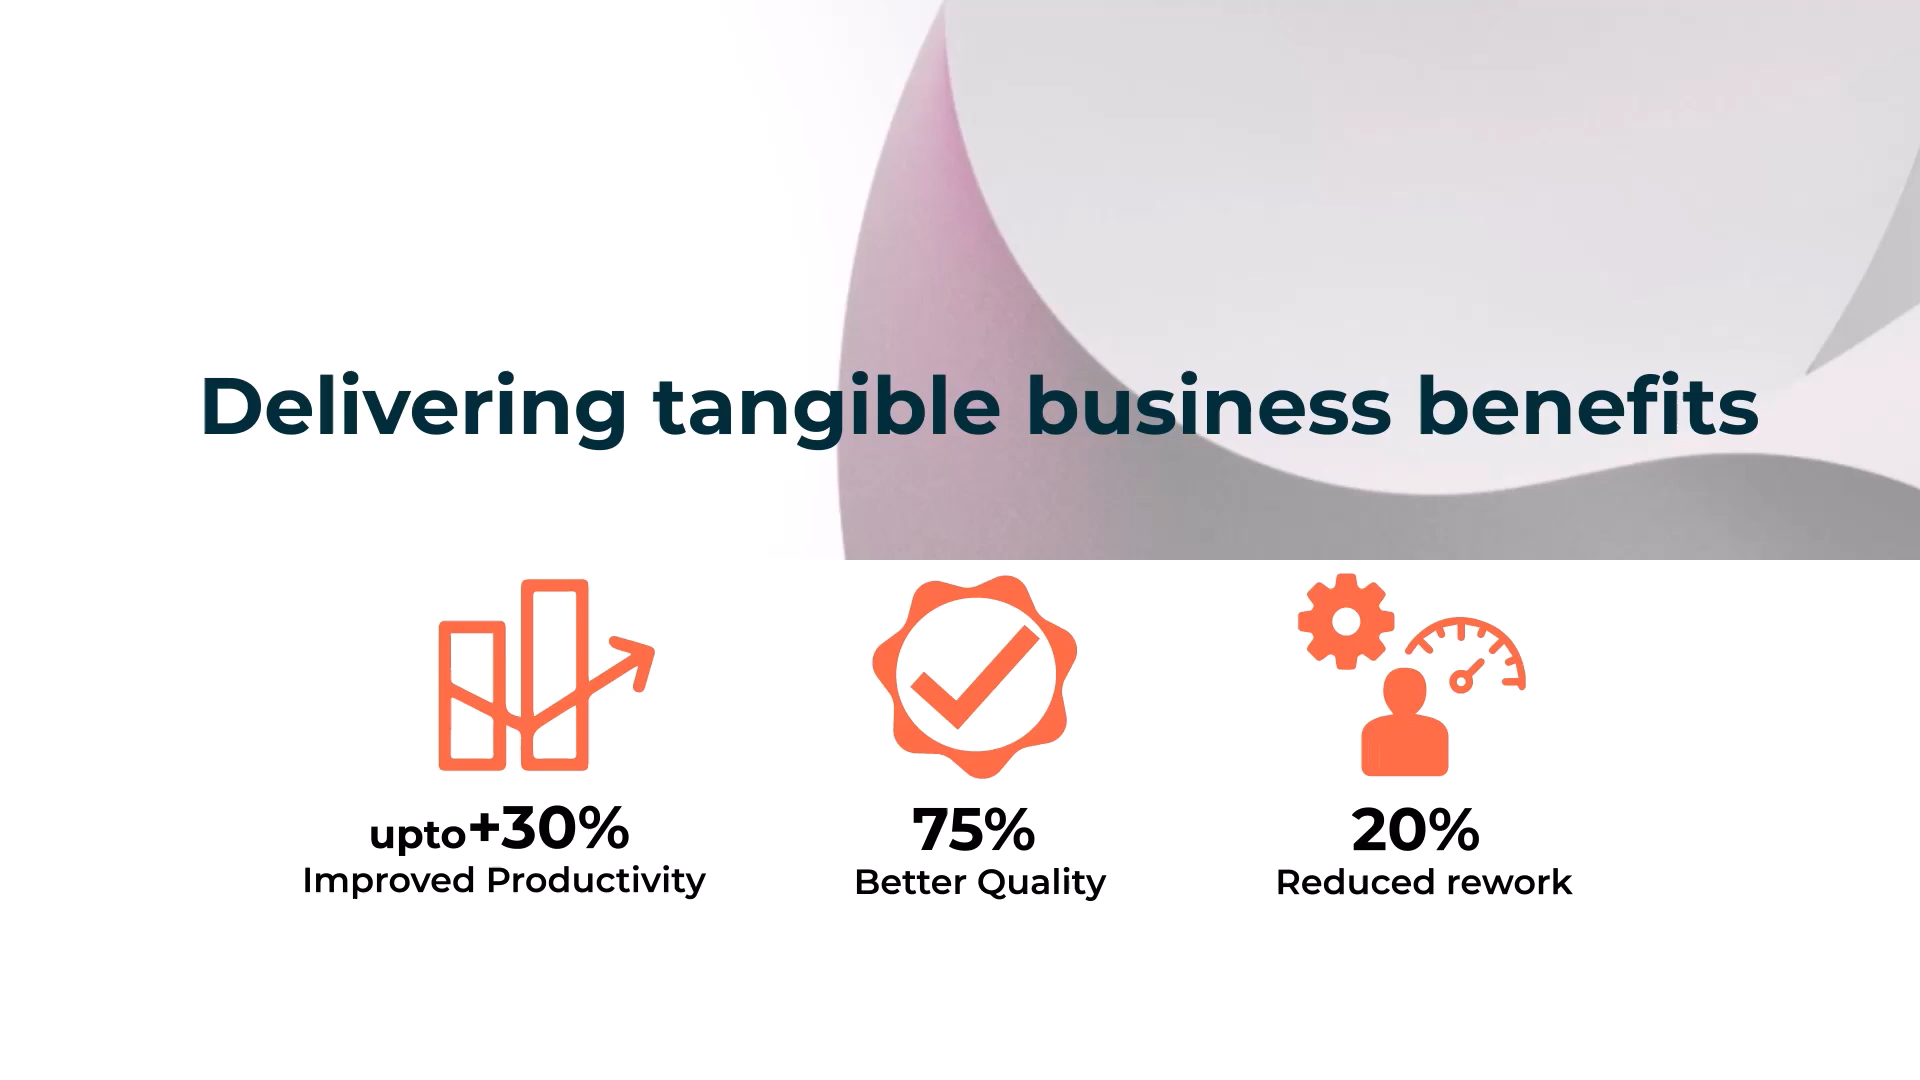 Delivering tangible business benefits
upto+30%
Improved Productivity
75%
Better Quality
20%
Reduced rework